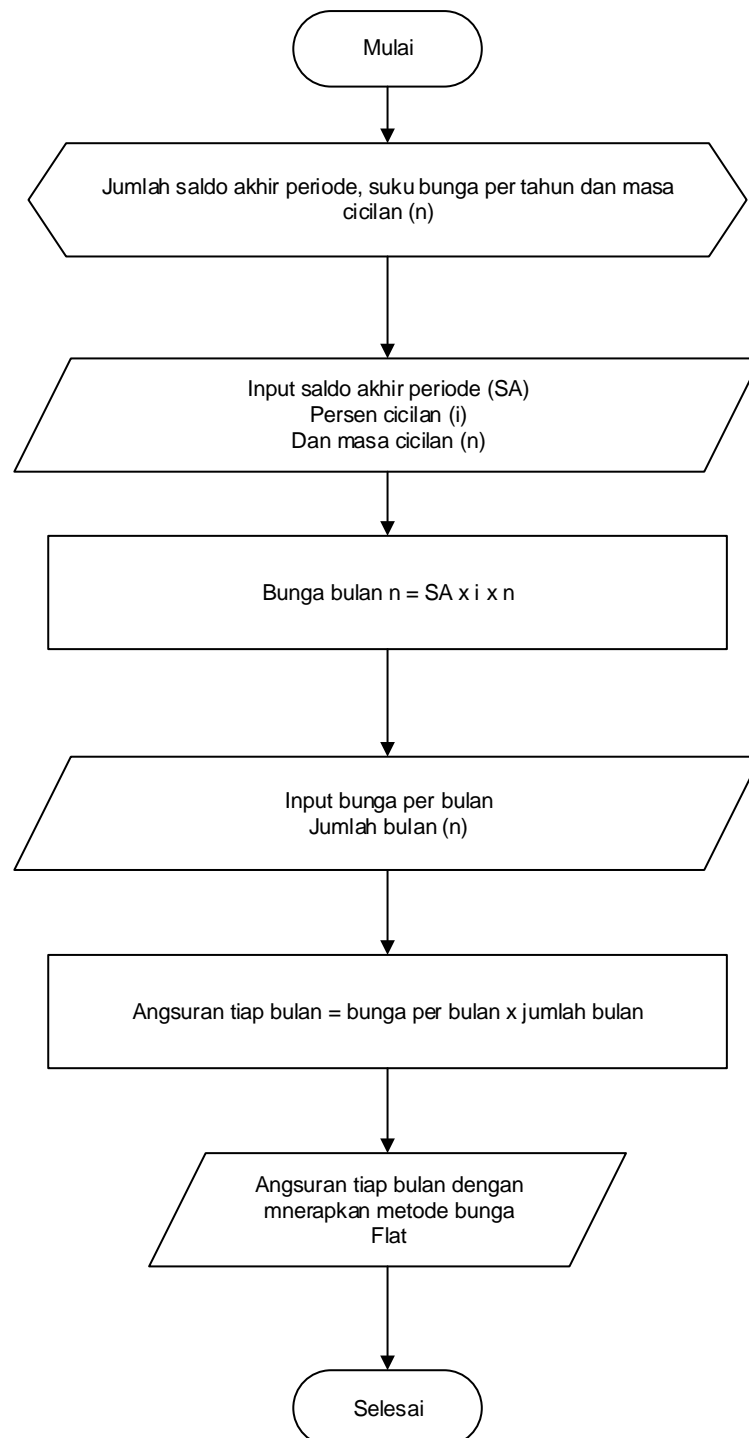 Mulai
Jumlah saldo akhir periode, suku bunga per tahun dan masa
cicilan (n)
Input saldo akhir periode (SA)
Persen cicilan (i)
Dan masa cicilan (n)
Bunga bulan n = SA x i x n
Input bunga per bulan
Jumlah bulan (n)
Angsuran tiap bulan = bunga per bulan x jumlah bulan
Angsuran tiap bulan dengan
mnerapkan metode bunga
Flat
Selesai